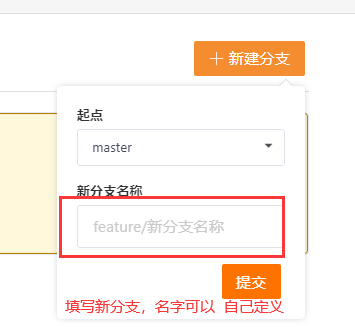 + 新建分支
起点
master
新分支名称
feature/新分支名称
提交
填写新分支，名字可以 自己定义